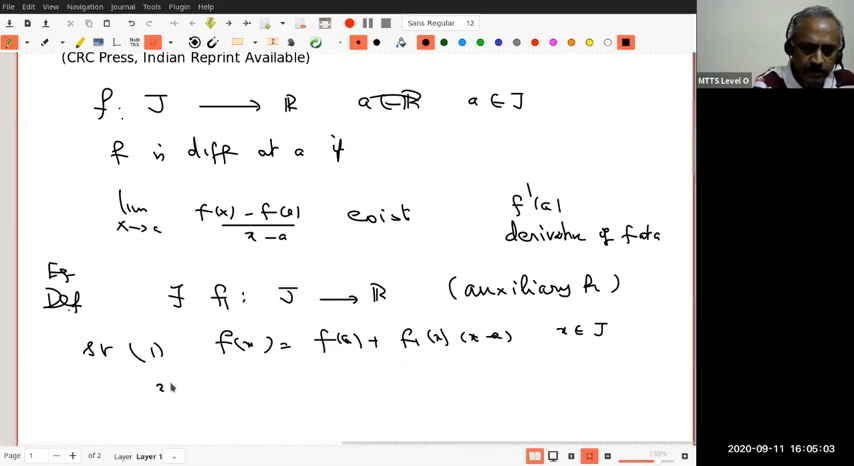 File Edit View Navigation Journal Tools Plugin Help
Sans Regular 12
(CRC Press, Indian Reprint Available)
f: J → ℝ a∈ℝ a ∈ J
f is diff at a if
lim x→a f(x) - f(a) / x - a exist f'(a)
derivative of f at a
Eq
Def ∃ f₁: J → ℝ (auxiliary fn)
s.t (1) f(x) = f(a) + f₁(x) (x-a) x ∈ J
2
MTTS Level O
2020-09-11 16:05:03
230%
Page 1 of 2 Layer Layer 1